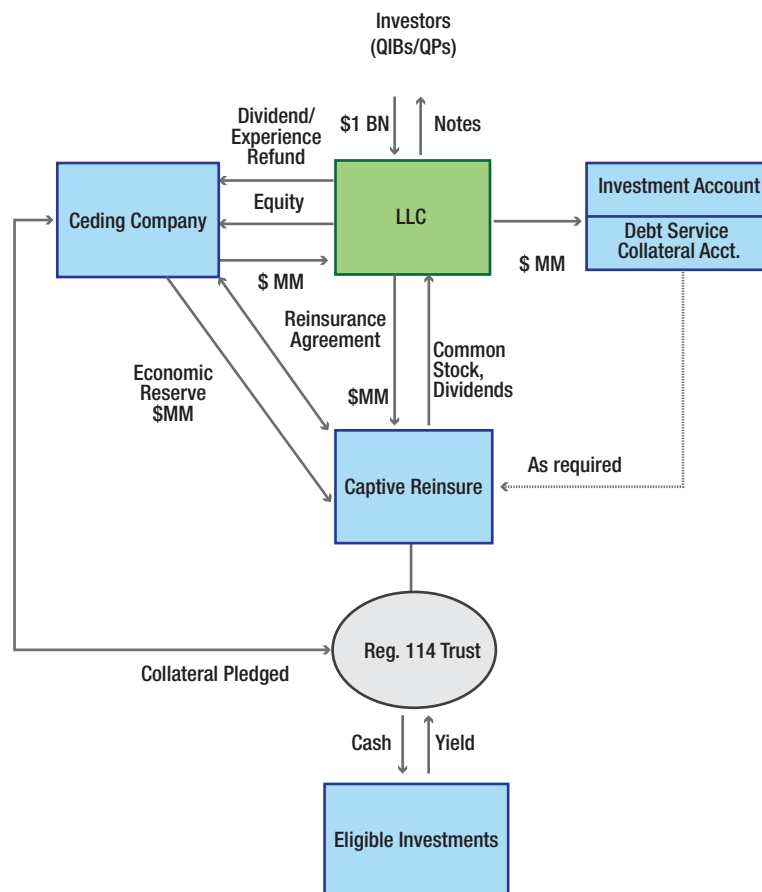 Investors
(QIBs/QPs)
$1 BN
Notes
Dividend/
Experience
Refund
Equity
Ceding Company
LLC
Investment Account
Debt Service
Collateral Acct.
$ MM
$ MM
Reinsurance
Agreement
Common
Stock,
Dividends
Economic
Reserve
$MM
$MM
Captive Reinsure
As required
Reg. 114 Trust
Collateral Pledged
Cash
Yield
Eligible Investments